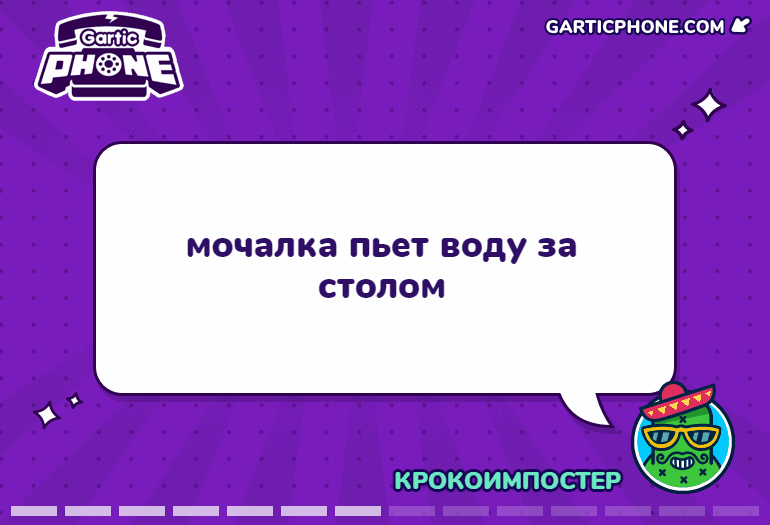 Gartic
PHONE
GARTICPHONE.COM
мочалка пьет воду за
столом
КРОКОИМПОСТЕР